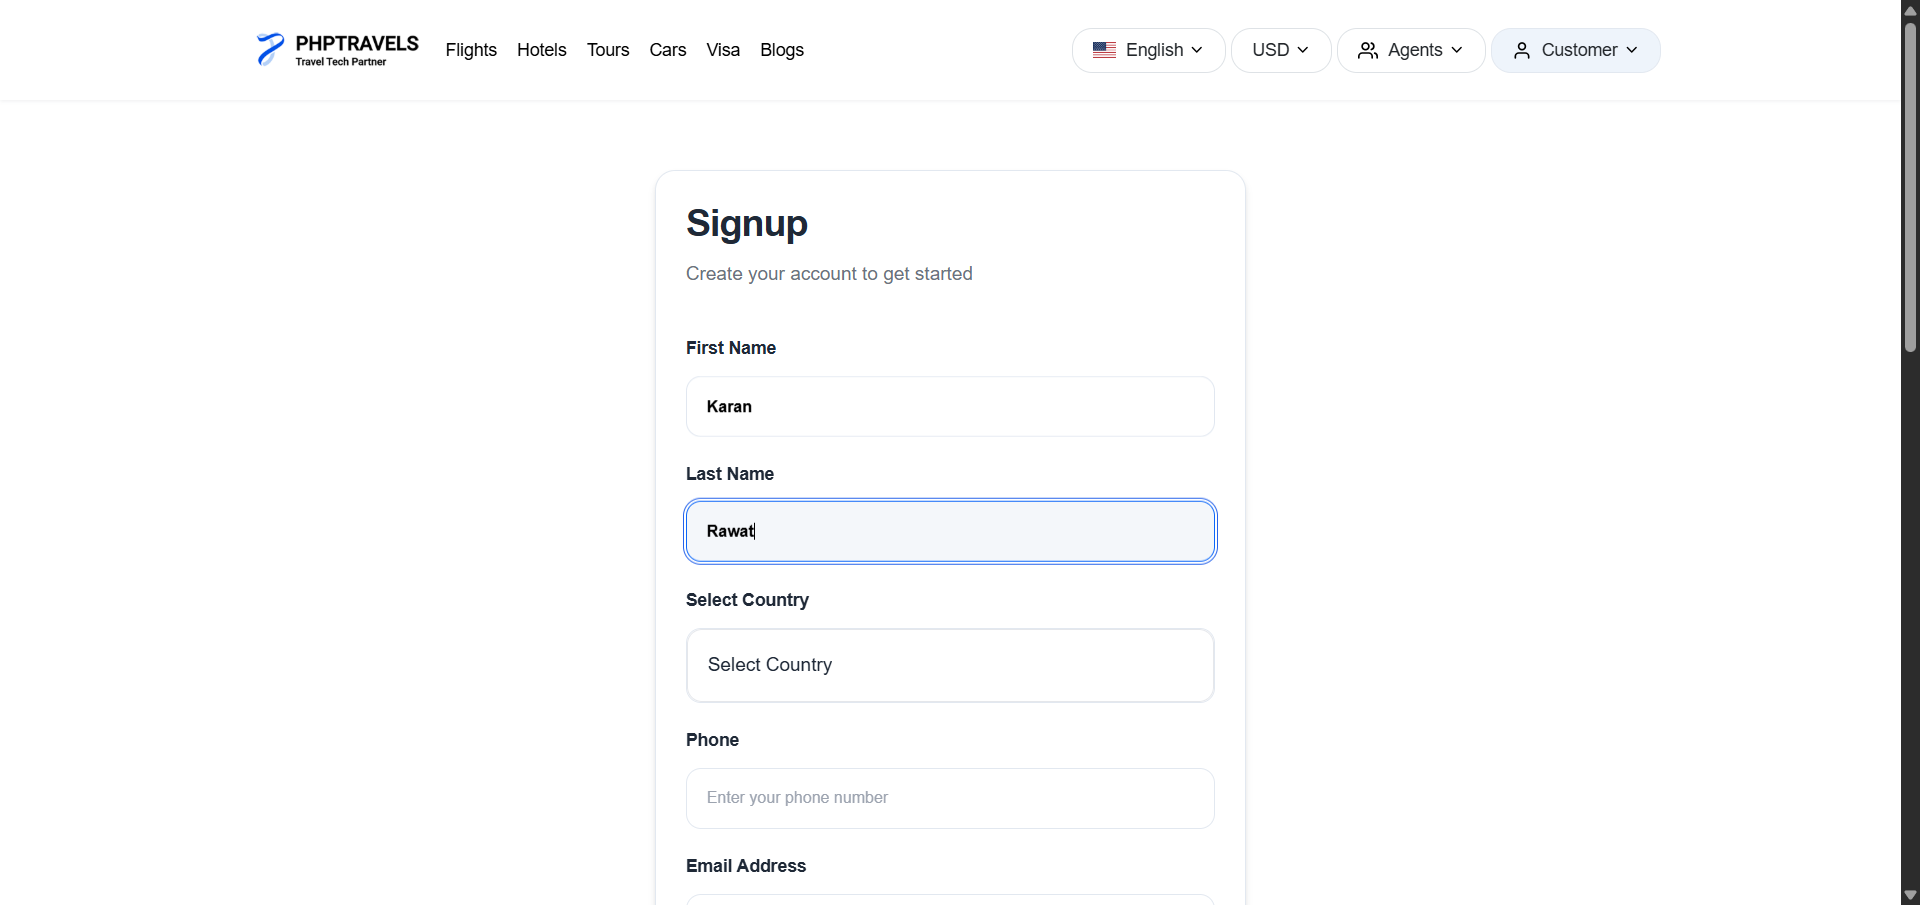 PHPTRAVELS
Travel Tech Partner
Flights Hotels Tours Cars Visa Blogs
English USD Agents Customer
Signup
Create your account to get started
First Name
Karan
Last Name
Rawat
Select Country
Select Country
Phone
Enter your phone number
Email Address